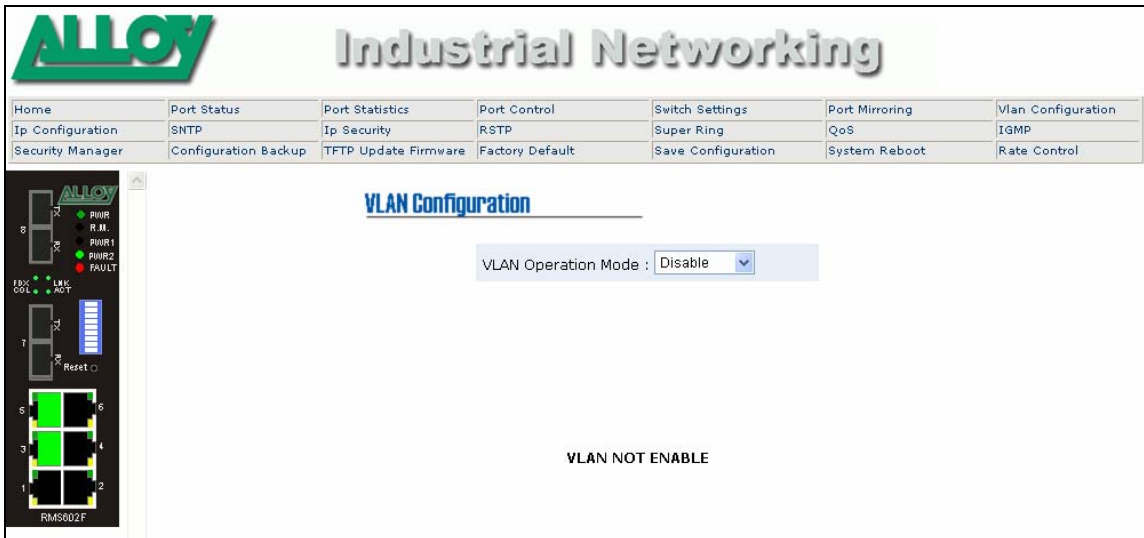 ALLOY
Industrial Networking
Home Port Status Port Statistics Port Control Switch Settings Port Mirroring Vlan Configuration
Ip Configuration SNTP Ip Security RSTP Super Ring QoS IGMP
Security Manager Configuration Backup TFTP Update Firmware Factory Default Save Configuration System Reboot Rate Control
ALLOY
TX
PWR
8
R.M.
RX
PWR1
PWR2
FAULT
FDX LNK
COL ACT
TX
7
RX
Reset
5 6
3 4
1 2
RMS602F
VLAN Configuration
VLAN Operation Mode : Disable
VLAN NOT ENABLE